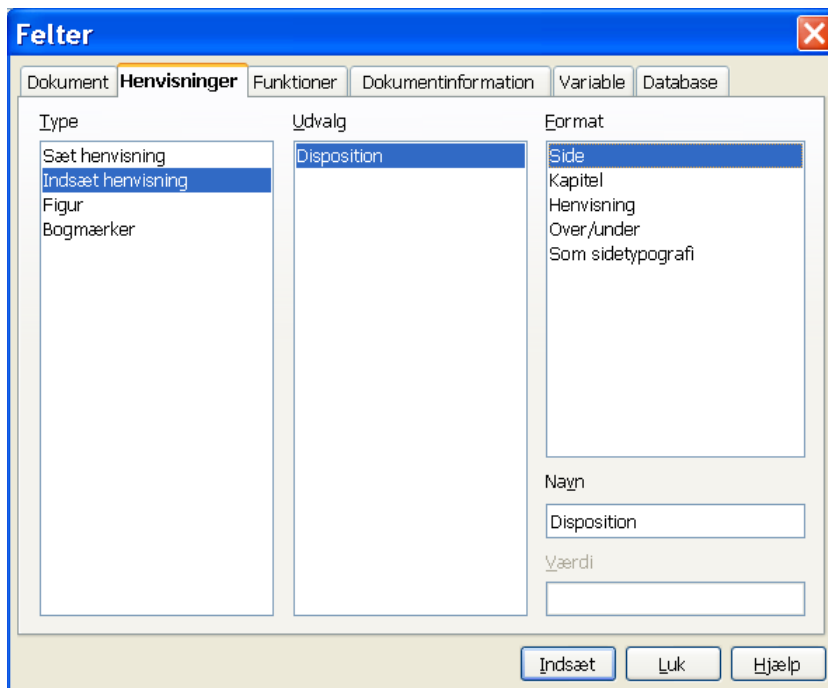 Felter
Dokument Henvisninger Funktioner Dokumentinformation Variable Database
Type
Sæt henvisning
Indsæt henvisning
Figur
Bogmærker
Udvalg
Disposition
Format
Side
Kapitel
Henvisning
Over/under
Som sidetypografi
Navn
Disposition
Værdi
Indsæt Luk Hjælp